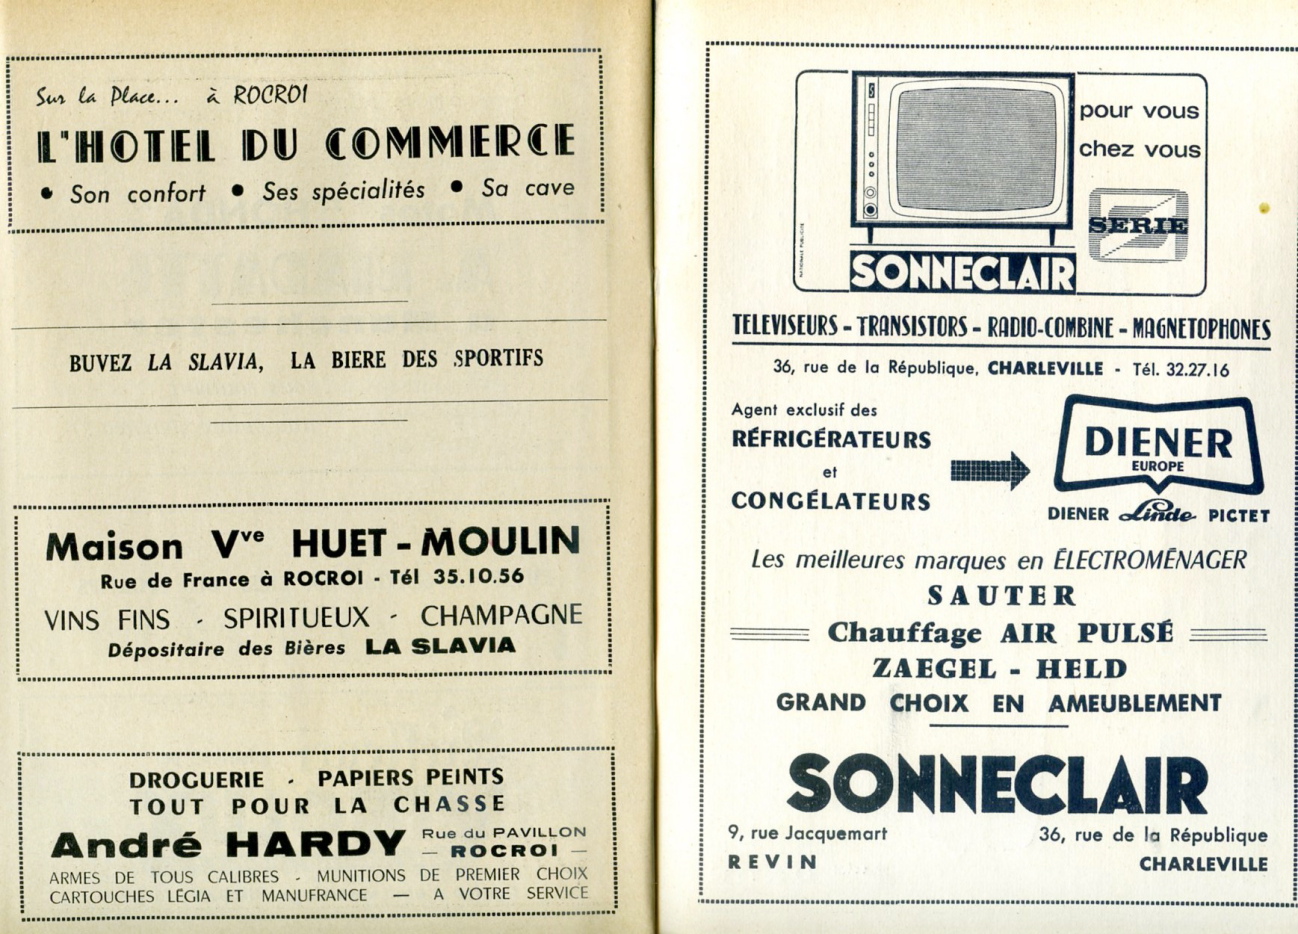 Sur la Place... à ROCROI
L'HOTEL DU COMMERCE
• Son confort • Ses spécialités • Sa cave
BUVEZ LA SLAVIA, LA BIERE DES SPORTIFS
Maison Vve HUET - MOULIN
Rue de France à ROCROI - Tél 35.10.56
VINS FINS - SPIRITUEUX - CHAMPAGNE
Dépositaire des Bières LA SLAVIA
DROGUERIE - PAPIERS PEINTS
TOUT POUR LA CHASSE
André HARDY Rue du PAVILLON
— ROCROI —
ARMES DE TOUS CALIBRES - MUNITIONS DE PREMIER CHOIX
CARTOUCHES LÉGIA ET MANUFRANCE — A VOTRE SERVICE
pour vous
chez vous
SERIE
NATIONALE PUBLICITE
SONNECLAIR
TELEVISEURS - TRANSISTORS - RADIO-COMBINE - MAGNETOPHONES
36, rue de la République, CHARLEVILLE - Tél. 32.27.16
Agent exclusif des
RÉFRIGÉRATEURS
et
CONGÉLATEURS
DIENER
EUROPE
DIENER Linde PICTET
Les meilleures marques en ÉLECTROMÉNAGER
SAUTER
Chauffage AIR PULSÉ
ZAEGEL - HELD
GRAND CHOIX EN AMEUBLEMENT
SONNECLAIR
9, rue Jacquemart 36, rue de la République
REVIN CHARLEVILLE